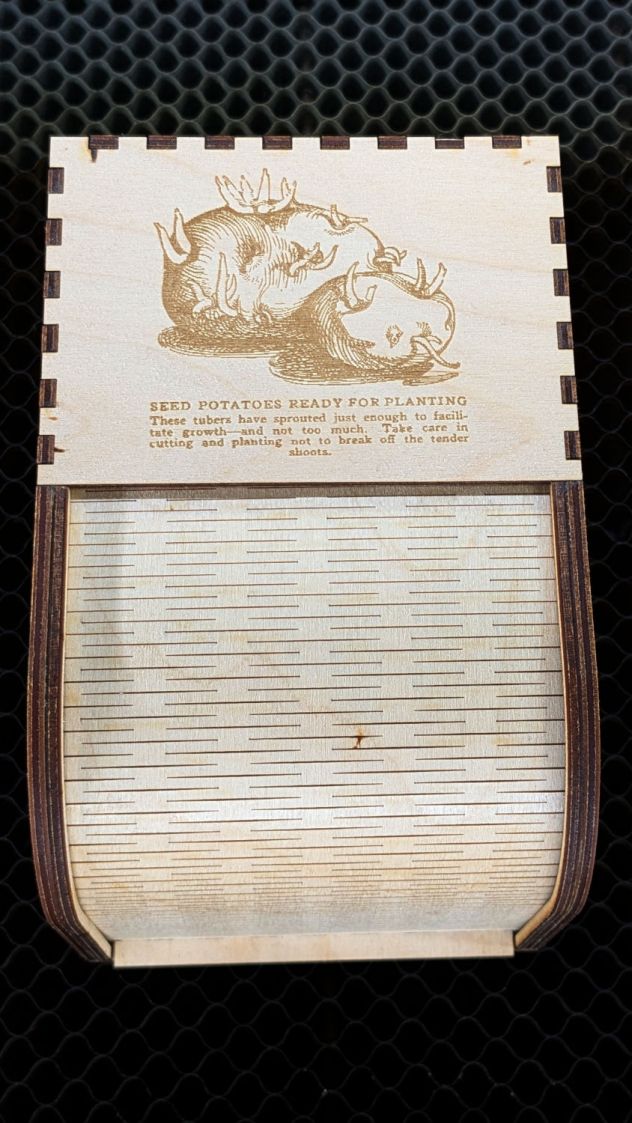 SEED POTATOES READY FOR PLANTING
These tubers have sprouted just enough to facili-
tate growth—and not too much. Take care in
cutting and planting not to break off the tender
shoots.